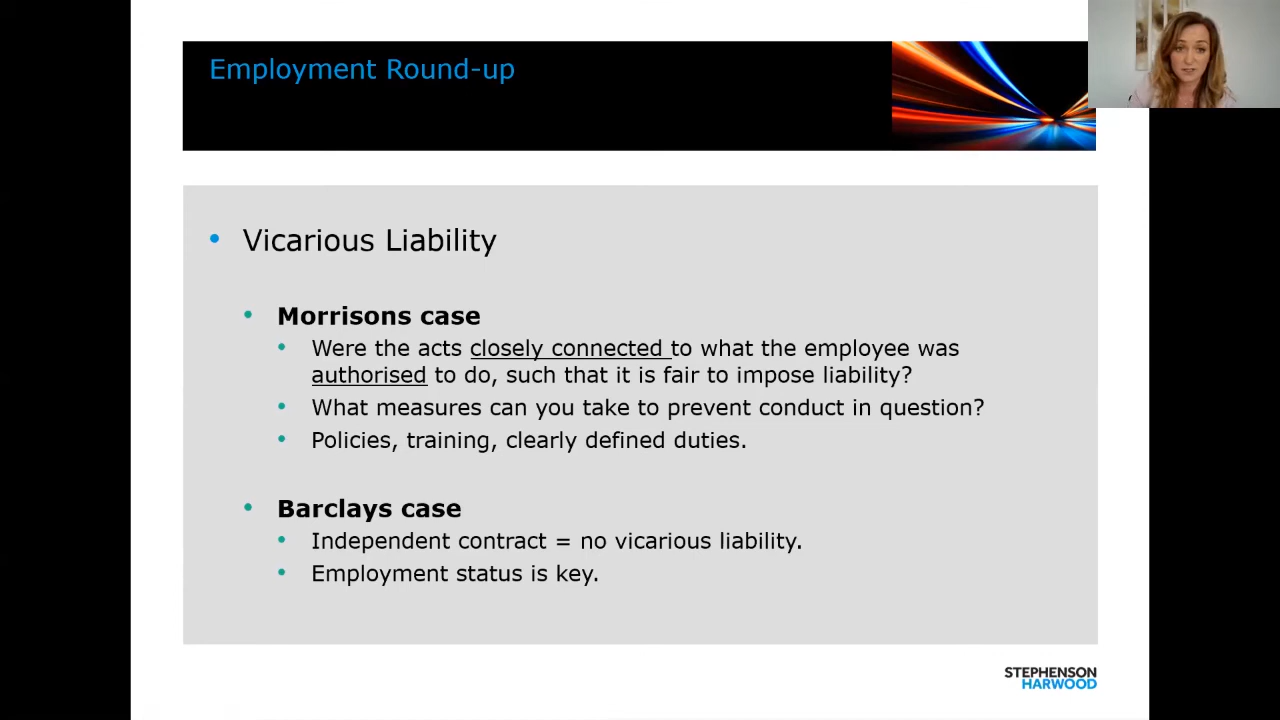 Employment Round-up
• Vicarious Liability
• Morrisons case
• Were the acts closely connected to what the employee was
authorised to do, such that it is fair to impose liability?
• What measures can you take to prevent conduct in question?
• Policies, training, clearly defined duties.
• Barclays case
• Independent contract = no vicarious liability.
• Employment status is key.
STEPHENSON
HARWOOD